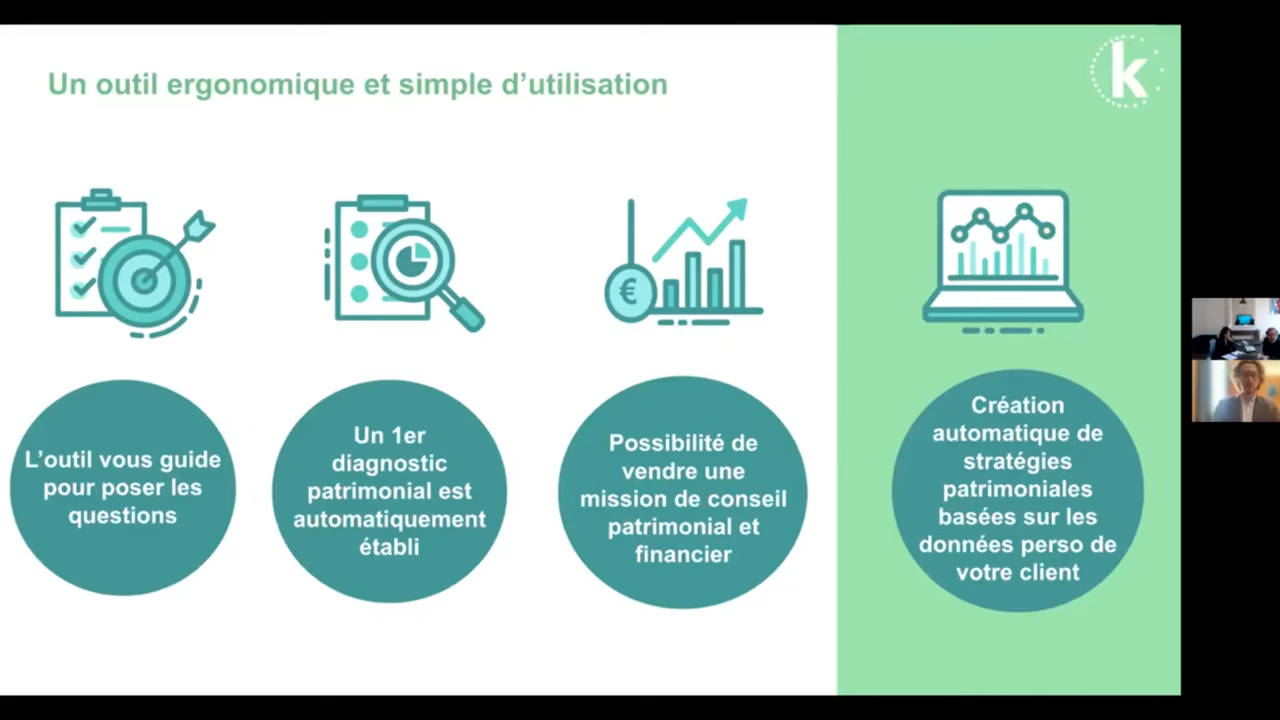 Un outil ergonomique et simple d’utilisation
k
€
L’outil vous guide
pour poser les
questions
Un 1er
diagnostic
patrimonial est
automatiquement
établi
Possibilité de
vendre une
mission de conseil
patrimonial et
financier
Création
automatique de
stratégies
patrimoniales
basées sur les
données perso de
votre client